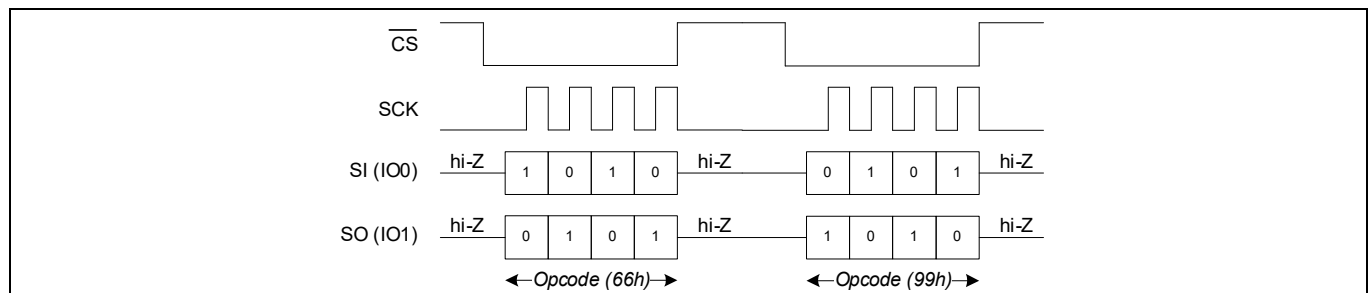 CS
SCK
SI (IO0) hi-Z 1 0 1 0 hi-Z 0 1 0 1 hi-Z
SO (IO1) hi-Z 0 1 0 1 hi-Z 1 0 1 0 hi-Z
Opcode (66h) Opcode (99h)